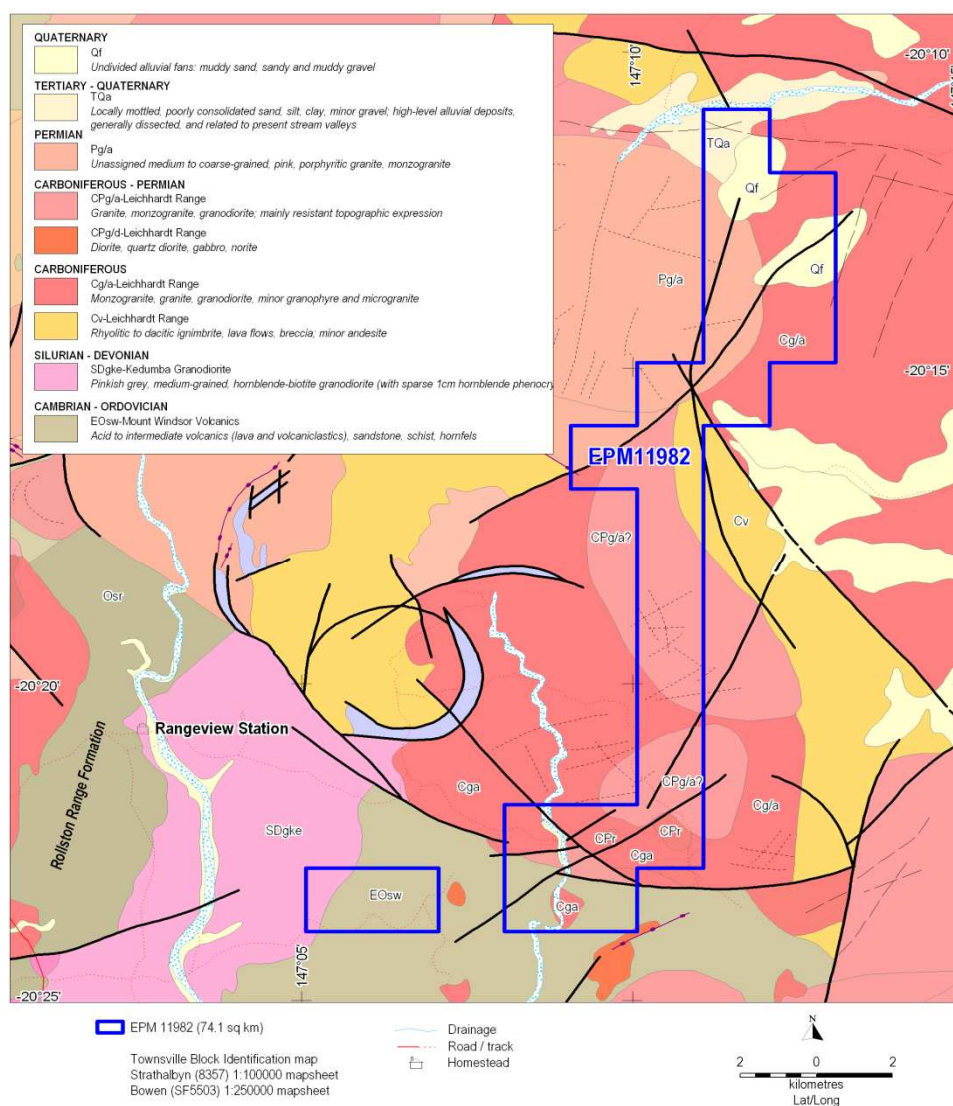 QUATERNARY
Qf
Undivided alluvial fans: muddy sand, sandy and muddy gravel
TERTIARY - QUATERNARY
TQa
Locally mottled, poorly consolidated sand, silt, clay, minor gravel; high-level alluvial deposits,
generally dissected, and related to present stream valleys
PERMIAN
Pg/a
Unassigned medium to coarse-grained, pink, porphyritic granite, monzogranite
CARBONIFEROUS - PERMIAN
CPg/a-Leichhardt Range
Granite, monzogranite, granodiorite; mainly resistant topographic expression
CPg/d-Leichhardt Range
Diorite, quartz diorite, gabbro, norite
CARBONIFEROUS
Cg/a-Leichhardt Range
Monzogranite, granite, granodiorite, minor granophyre and microgranite
Cv-Leichhardt Range
Rhyolitic to dacitic ignimbrite, lava flows, breccia; minor andesite
SILURIAN - DEVONIAN
SDgke-Kedumba Granodiorite
Pinkish grey, medium-grained, hornblende-biotite granodiorite (with sparse 1cm hornblende phenocry
CAMBRIAN - ORDOVICIAN
EOsw-Mount Windsor Volcanics
Acid to intermediate volcanics (lava and volcaniclastics), sandstone, schist, hornfels
147°10'
-20°10'
TQa
Qf
Qf
Pg/a
Cg/a
-20°15'
EPM11982
CPg/a?
Cv
Osr
-20°20'
Rangeview Station
Rollston Range Formation
CPg/a?
Cga
Cg/a
SDgke
CPr
CPr
Cga
EOsw
Cga
147°05'
-20°25'
EPM 11982 (74.1 sq km)
Townsville Block Identification map
Strathalbyn (8357) 1:100000 mapsheet
Bowen (SF5503) 1:250000 mapsheet
Drainage
Road / track
Homestead
N
2 0 2
kilometres
Lat/Long